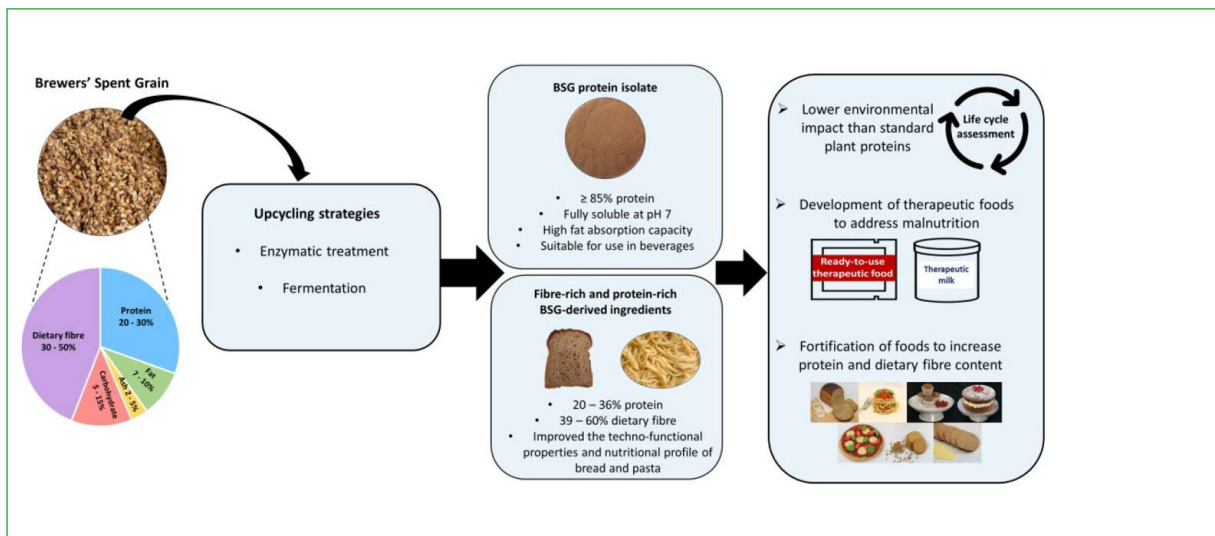 Brewers' Spent Grain
Protein
20 - 30%
Fat
7 - 10%
Ash 2 - 5%
Carbohydrate
5 - 15%
Dietary fibre
30 - 50%
Upcycling strategies
• Enzymatic treatment
• Fermentation
BSG protein isolate
• ≥ 85% protein
• Fully soluble at pH 7
• High fat absorption capacity
• Suitable for use in beverages
Fibre-rich and protein-rich
BSG-derived ingredients
• 20 – 36% protein
• 39 – 60% dietary fibre
• Improved the techno-functional
properties and nutritional profile of
bread and pasta
➢ Lower environmental
impact than standard
plant proteins
Life cycle
assessment
➢ Development of therapeutic foods
to address malnutrition
Ready-to-use
therapeutic food
Therapeutic
milk
➢ Fortification of foods to increase
protein and dietary fibre content